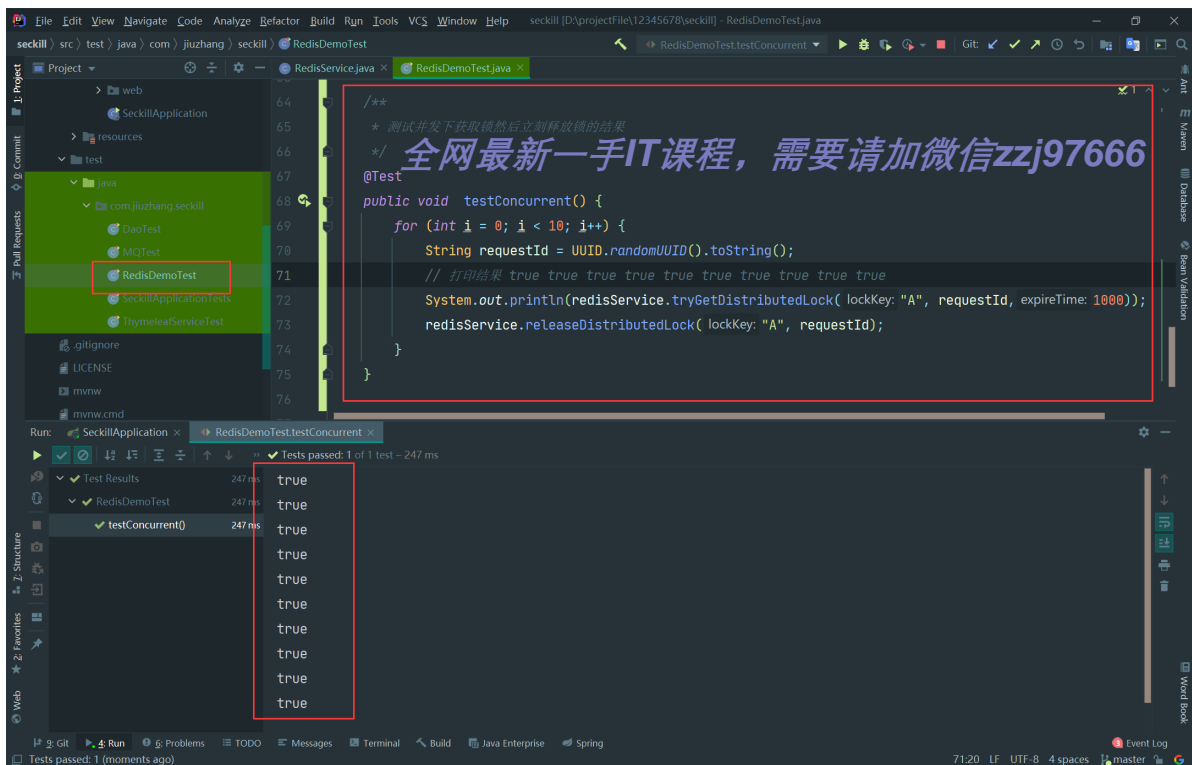 File Edit View Navigate Code Analyze Refactor Build Run Tools VCS Window Help seckill [D:\projectFile\12345678\seckill] - RedisDemoTest.java
seckill 〉 src 〉 test 〉 java 〉 com 〉 jiuzhang 〉 seckill 〉 RedisDemoTest
RedisDemoTest.testConcurrent
Git:
Project
RedisService.java
RedisDemoTest.java
web
SeckillApplication
resources
test
java
com.jiuzhang.seckill
DaoTest
MQTest
RedisDemoTest
SeckillApplicationTests
ThymeleafServiceTest
.gitignore
LICENSE
mvnw
mvnw.cmd
1: Project
0: Commit
Pull Requests
64 /**
65 * 测试并发下获取锁然后立刻释放锁的结果
66 */
全网最新一手IT课程，需要请加微信zzj97666
67 @Test
68 public void testConcurrent() {
69 for (int i = 0; i < 10; i++) {
70 String requestId = UUID.randomUUID().toString();
71 // 打印结果 true true true true true true true true true true
72 System.out.println(redisService.tryGetDistributedLock( lockKey: "A", requestId, expireTime: 1000));
73 redisService.releaseDistributedLock( lockKey: "A", requestId);
74 }
75 }
76
1
Ant
Maven
Database
Bean Validation
Run: SeckillApplication RedisDemoTest.testConcurrent
Tests passed: 1 of 1 test – 247 ms
Test Results 247 ms
RedisDemoTest 247 ms
testConcurrent() 247 ms
true
true
true
true
true
true
true
true
true
true
7: Structure
2: Favorites
Web
Word Book
9: Git 4: Run 6: Problems TODO Messages Terminal Build Java Enterprise Spring 3 Event Log
Tests passed: 1 (moments ago) 71:20 LF UTF-8 4 spaces master